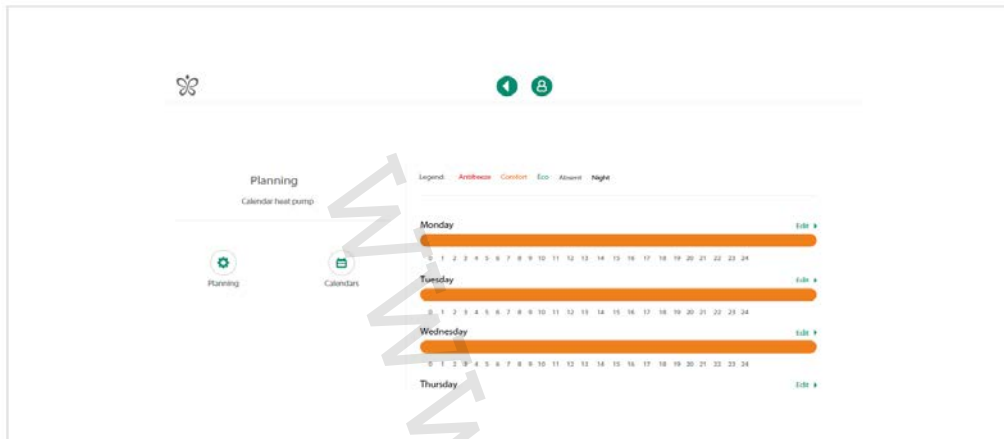 Planning
Calendar heat pump
Planning
Calendars
Legend: Antifreeze Comfort Eco Absent Night
Monday
Edit
0 1 2 3 4 5 6 7 8 9 10 11 12 13 14 15 16 17 18 19 20 21 22 23 24
Tuesday
Edit
0 1 2 3 4 5 6 7 8 9 10 11 12 13 14 15 16 17 18 19 20 21 22 23 24
Wednesday
Edit
0 1 2 3 4 5 6 7 8 9 10 11 12 13 14 15 16 17 18 19 20 21 22 23 24
Thursday
Edit